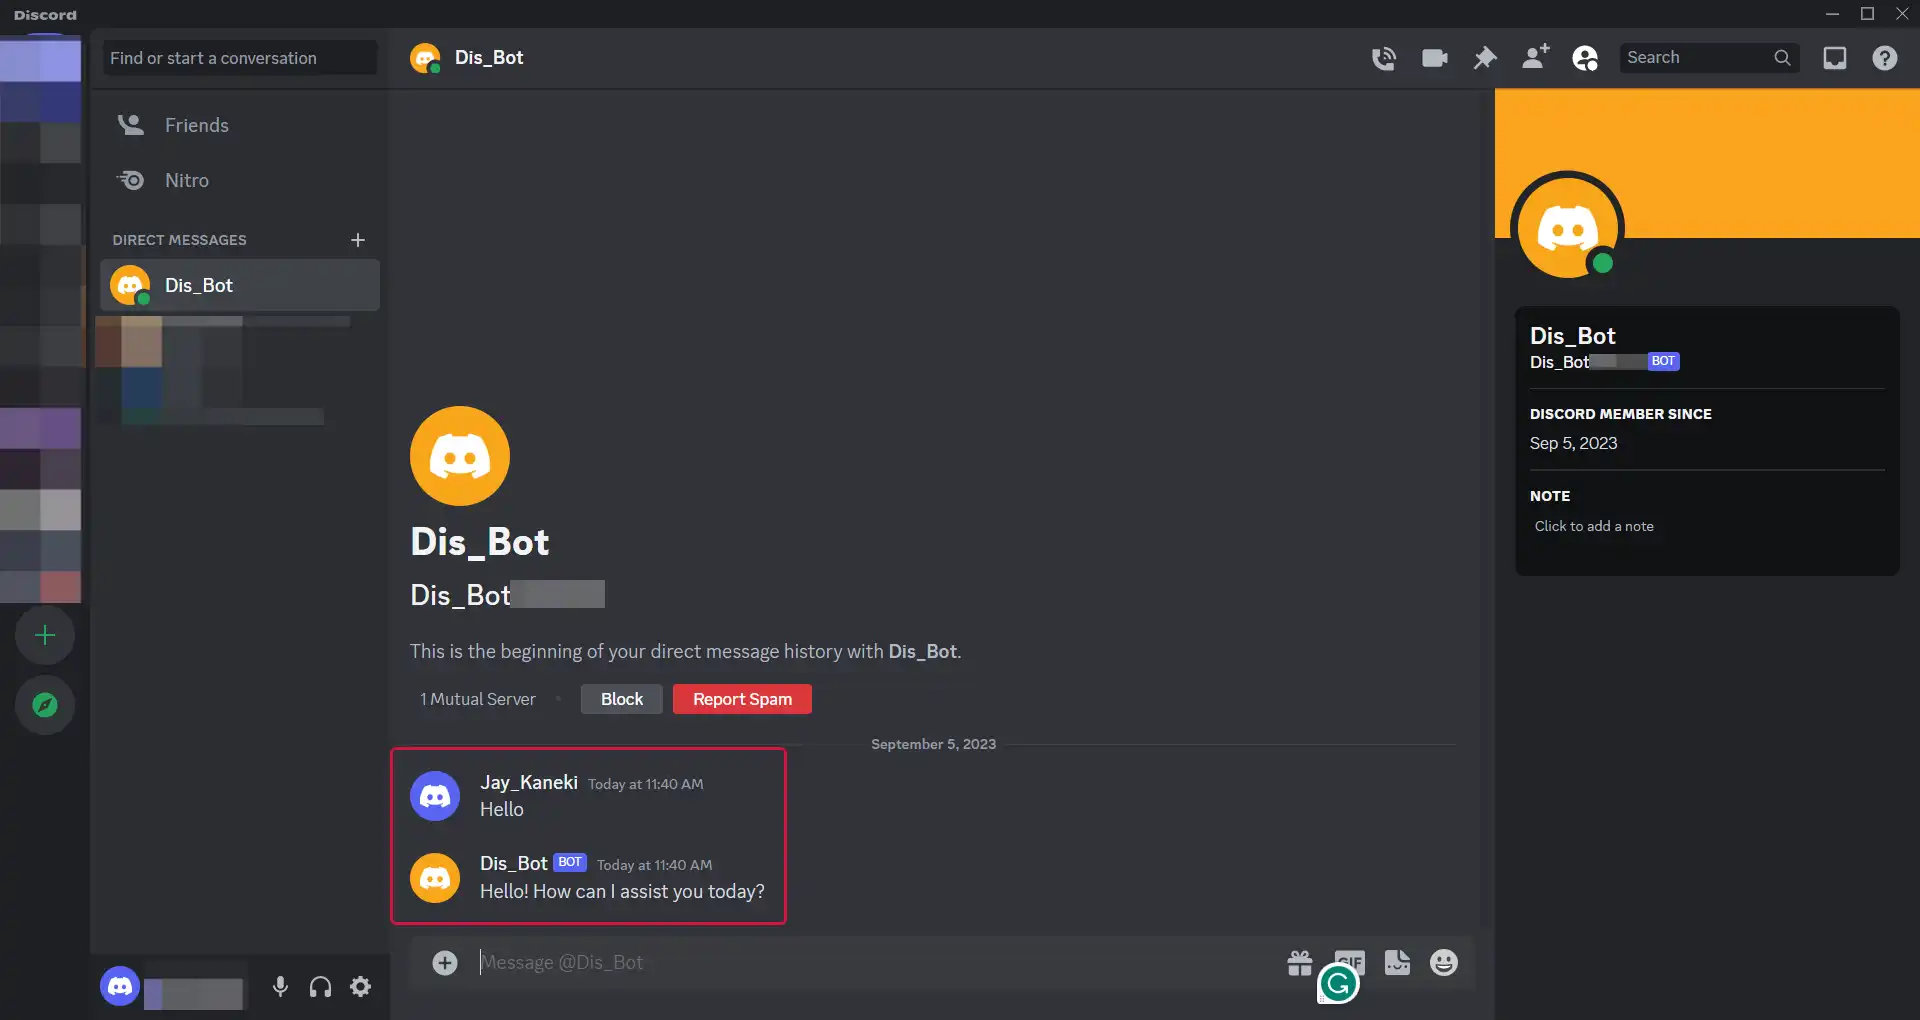 Discord
Find or start a conversation
Friends
Nitro
DIRECT MESSAGES
Dis_Bot
Dis_Bot
Search
Dis_Bot
Dis_Bot
This is the beginning of your direct message history with Dis_Bot.
1 Mutual Server
Block
Report Spam
September 5, 2023
Jay_Kaneki Today at 11:40 AM
Hello
Dis_Bot BOT Today at 11:40 AM
Hello! How can I assist you today?
Message @Dis_Bot
GIF
Dis_Bot
Dis_Bot BOT
DISCORD MEMBER SINCE
Sep 5, 2023
NOTE
Click to add a note